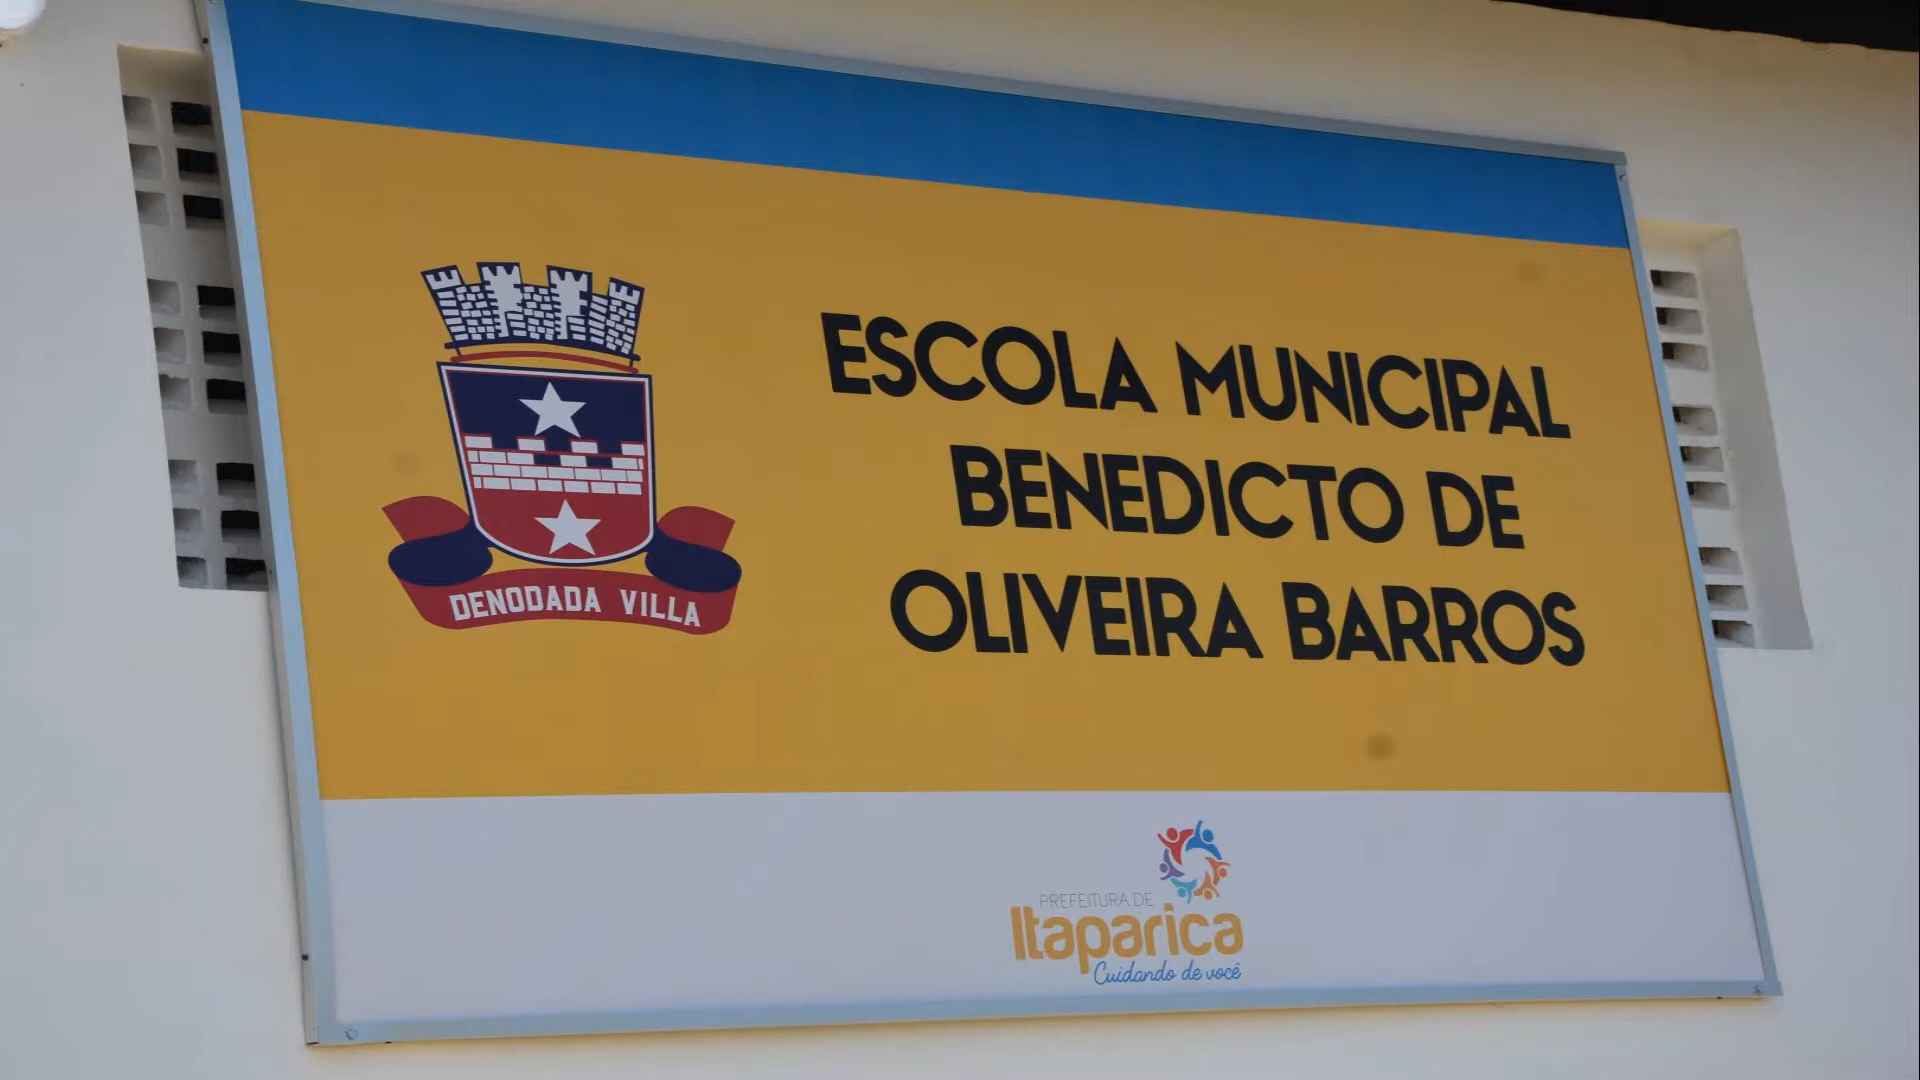 ESCOLA MUNICIPAL
BENEDICTO DE
OLIVEIRA BARROS
DENODADA VILLA
PREFEITURA DE
Itaparica
Cuidando de você